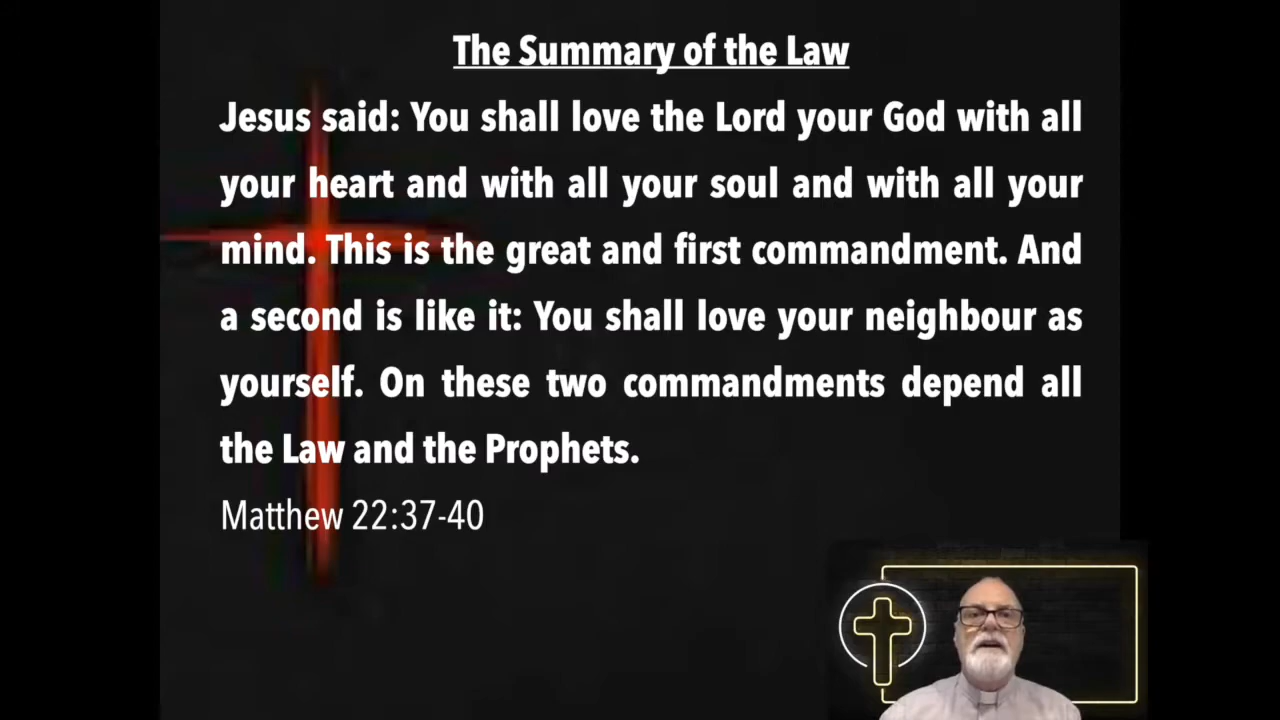 The Summary of the Law
Jesus said: You shall love the Lord your God with all
your heart and with all your soul and with all your
mind. This is the great and first commandment. And
a second is like it: You shall love your neighbour as
yourself. On these two commandments depend all
the Law and the Prophets.
Matthew 22:37-40